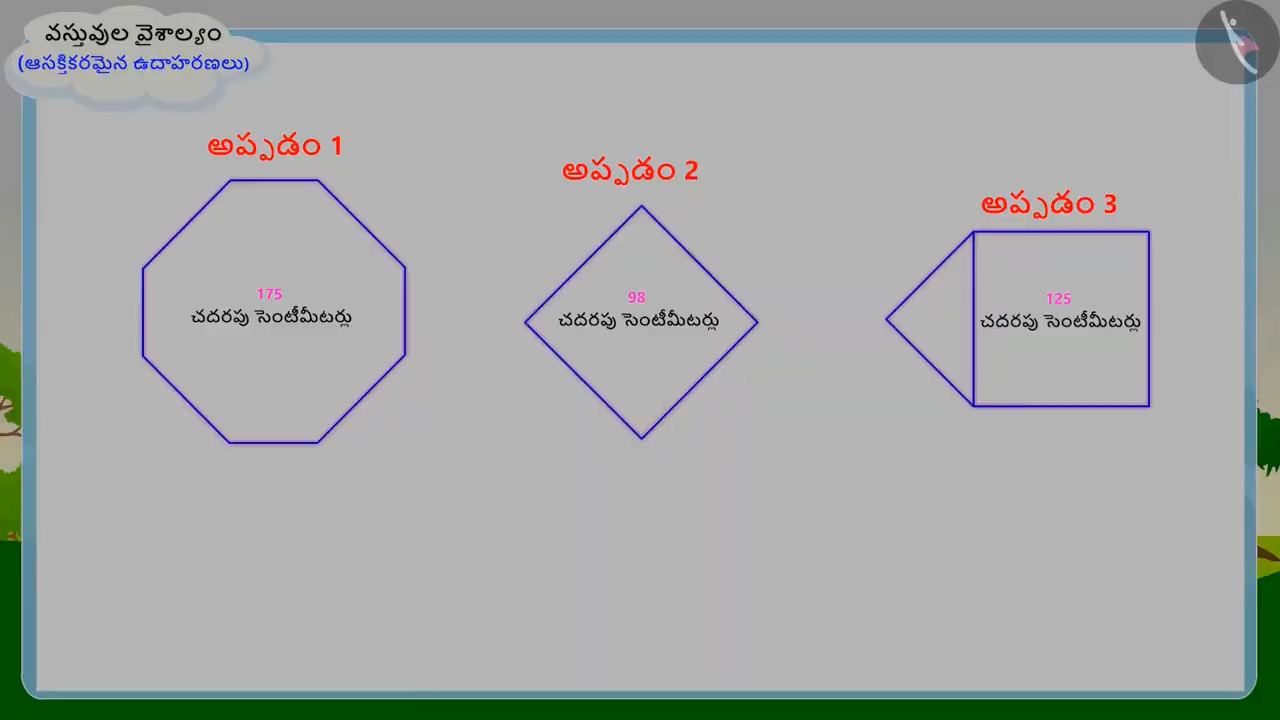 వస్తువుల వైశాల్యం
(ఆసక్తికరమైన ఉదాహరణలు)
అప్పడం 1
175
చదరపు సెంటీమీటర్లు
అప్పడం 2
98
చదరపు సెంటీమీటర్లు
అప్పడం 3
125
చదరపు సెంటీమీటర్లు